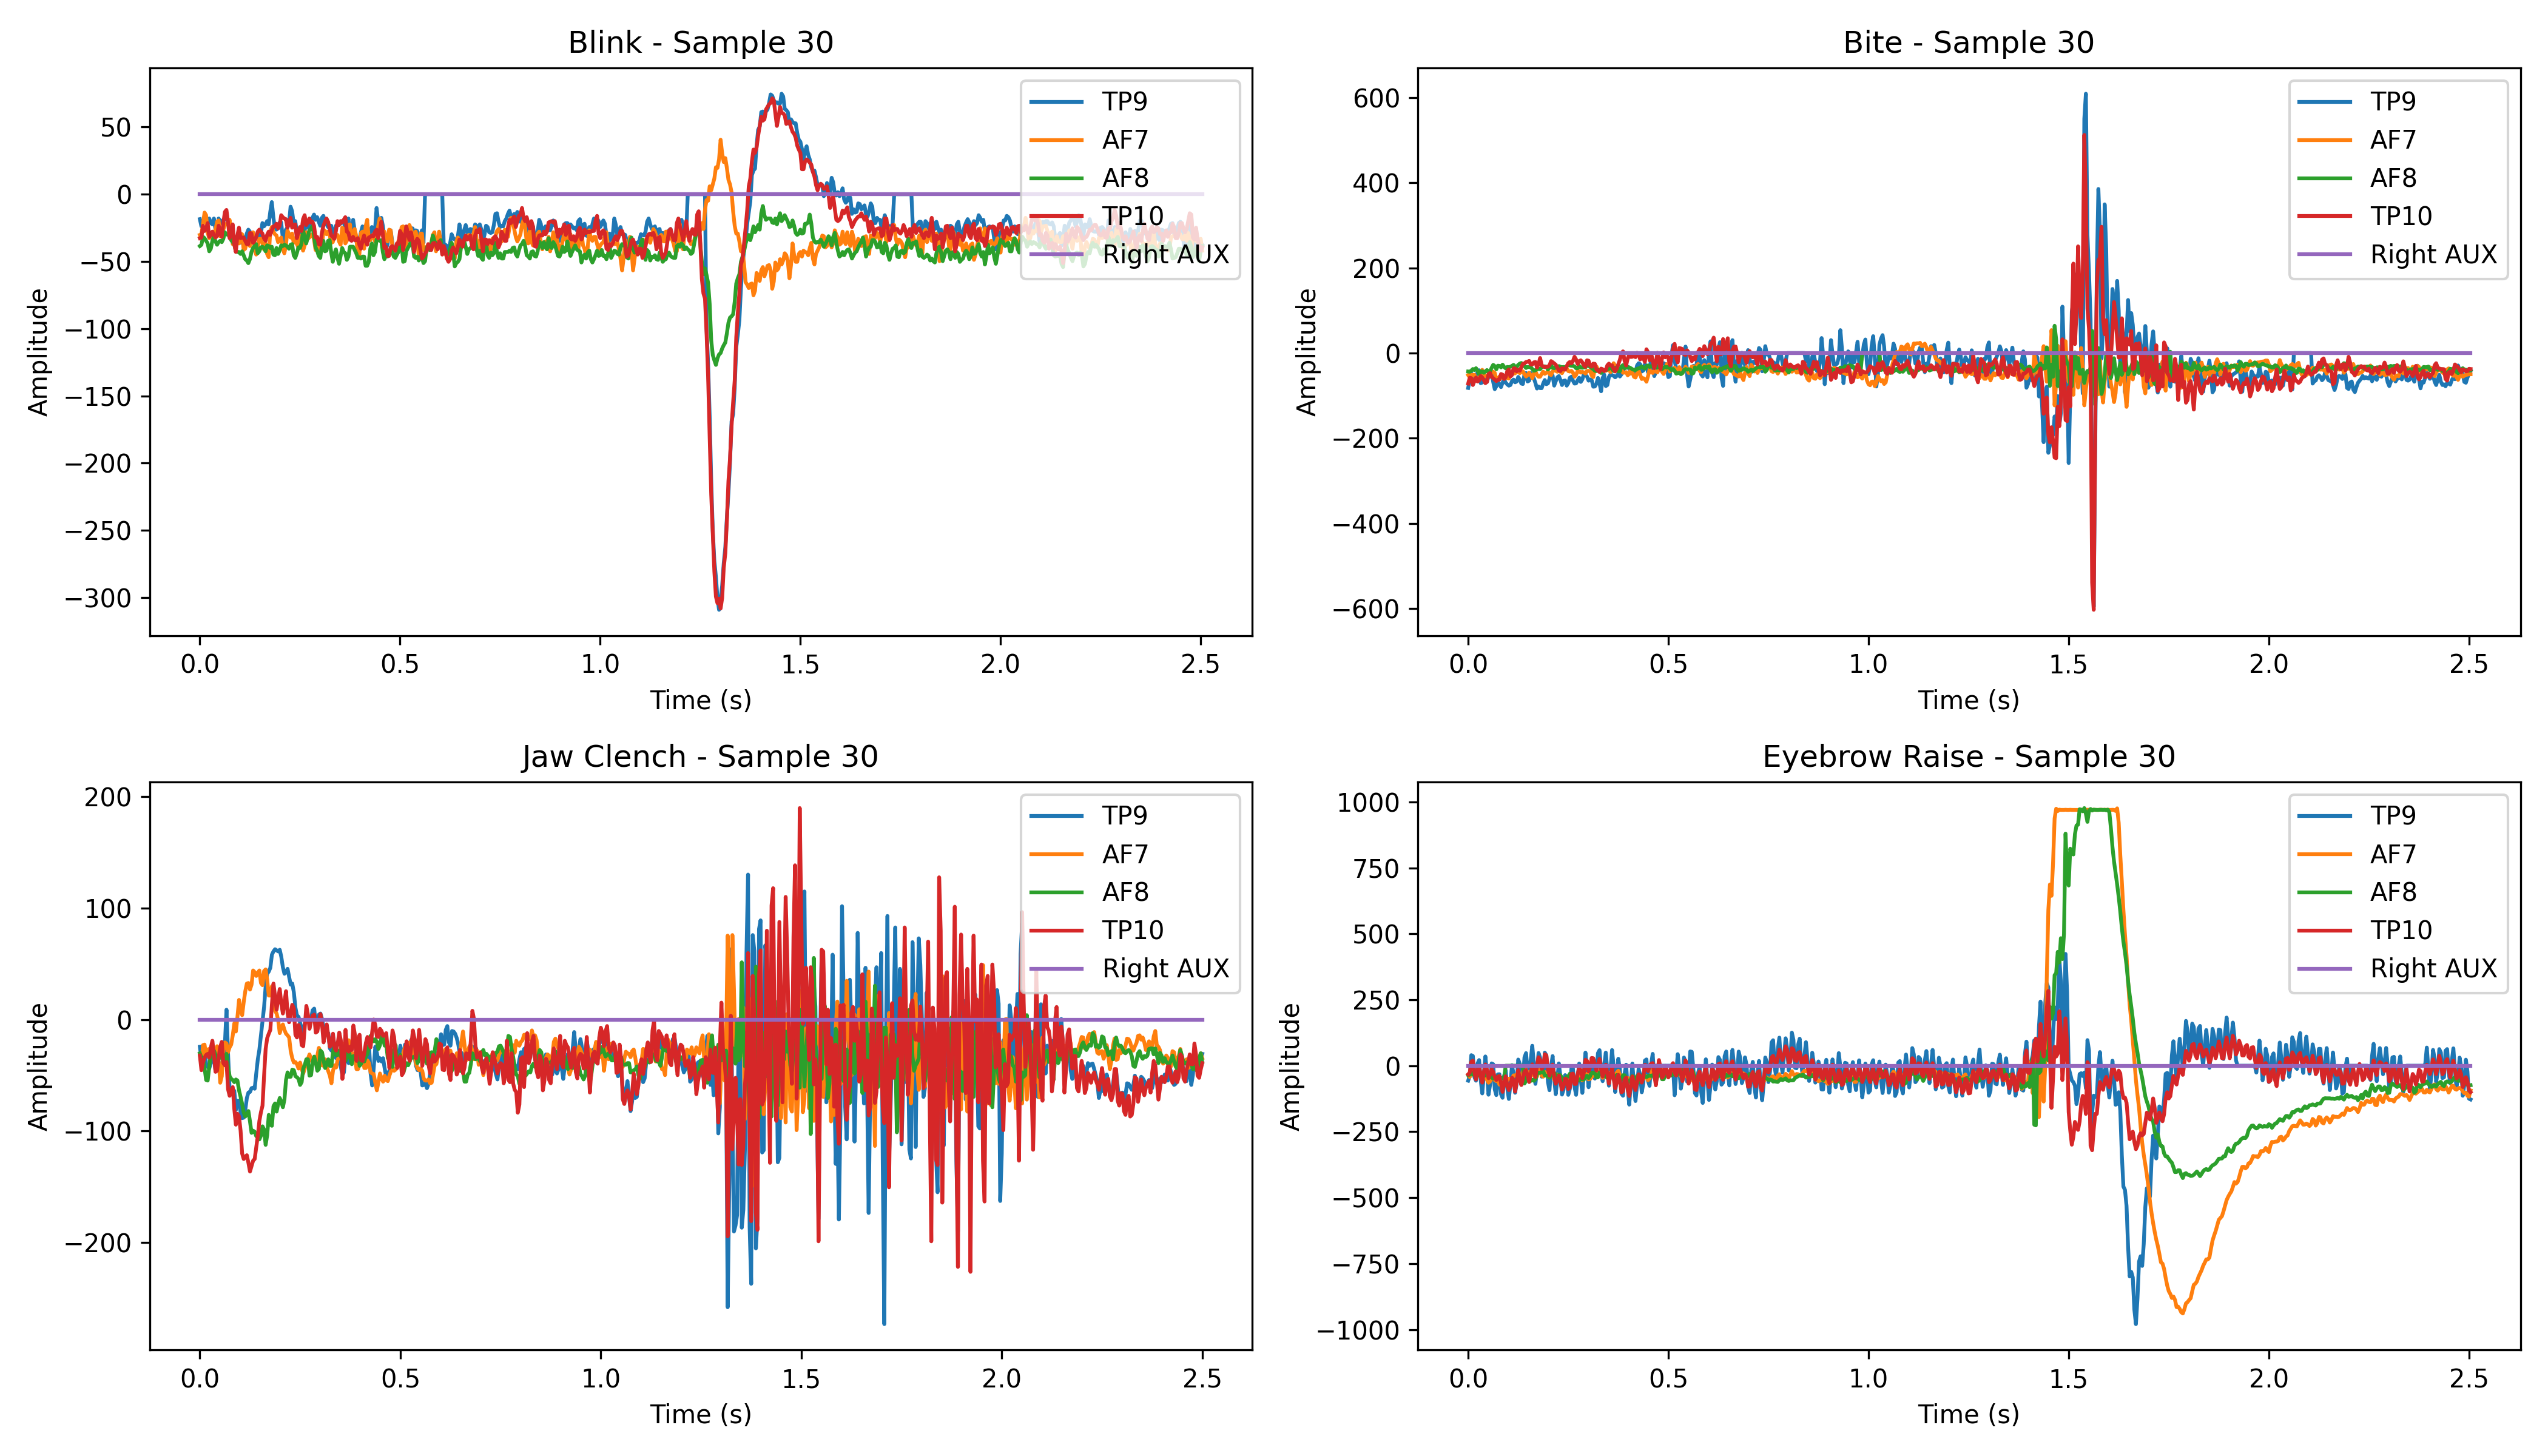 Blink - Sample 30
Amplitude
50
0
−50
−100
−150
−200
−250
−300
0.0 0.5 1.0 1.5 2.0 2.5
Time (s)
TP9
AF7
AF8
TP10
Right AUX
Bite - Sample 30
Amplitude
600
400
200
0
−200
−400
−600
0.0 0.5 1.0 1.5 2.0 2.5
Time (s)
TP9
AF7
AF8
TP10
Right AUX
Jaw Clench - Sample 30
Amplitude
200
100
0
−100
−200
0.0 0.5 1.0 1.5 2.0 2.5
Time (s)
TP9
AF7
AF8
TP10
Right AUX
Eyebrow Raise - Sample 30
Amplitude
1000
750
500
250
0
−250
−500
−750
−1000
0.0 0.5 1.0 1.5 2.0 2.5
Time (s)
TP9
AF7
AF8
TP10
Right AUX